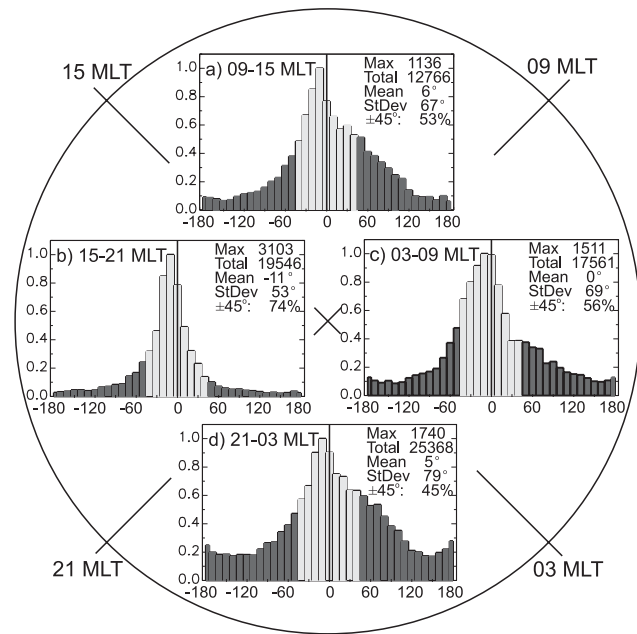 15 MLT
09 MLT
a) 09-15 MLT
Max 1136
Total 12766
Mean 6°
StDev 67°
±45°: 53%
1.0
0.8
0.6
0.4
0.2
0.0
-180 -120 -60 0 60 120 180
b) 15-21 MLT
Max 3103
Total 19546
Mean -11°
StDev 53°
±45°: 74%
1.0
0.8
0.6
0.4
0.2
0.0
-180 -120 -60 0 60 120 180
c) 03-09 MLT
Max 1511
Total 17561
Mean 0°
StDev 69°
±45°: 56%
1.0
0.8
0.6
0.4
0.2
0.0
-180 -120 -60 0 60 120 180
d) 21-03 MLT
Max 1740
Total 25368
Mean 5°
StDev 79°
±45°: 45%
1.0
0.8
0.6
0.4
0.2
0.0
-180 -120 -60 0 60 120 180
21 MLT
03 MLT